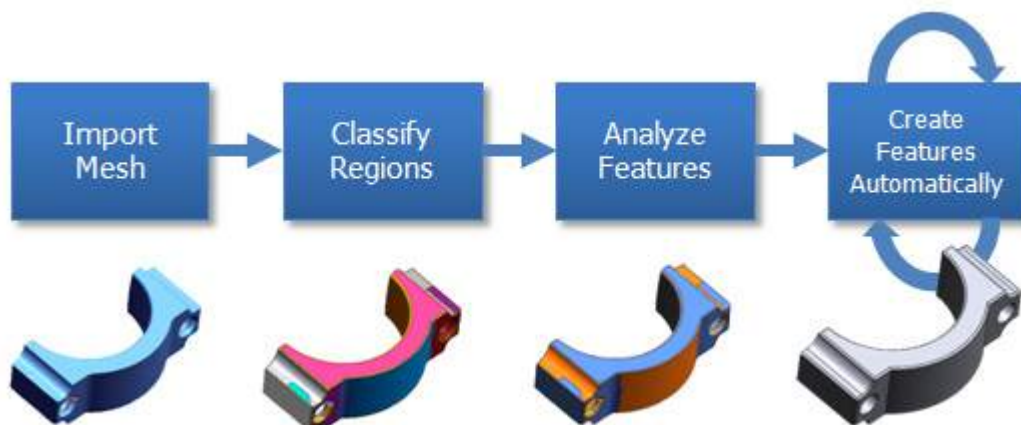 Import
Mesh
Classify
Regions
Analyze
Features
Create
Features
Automatically